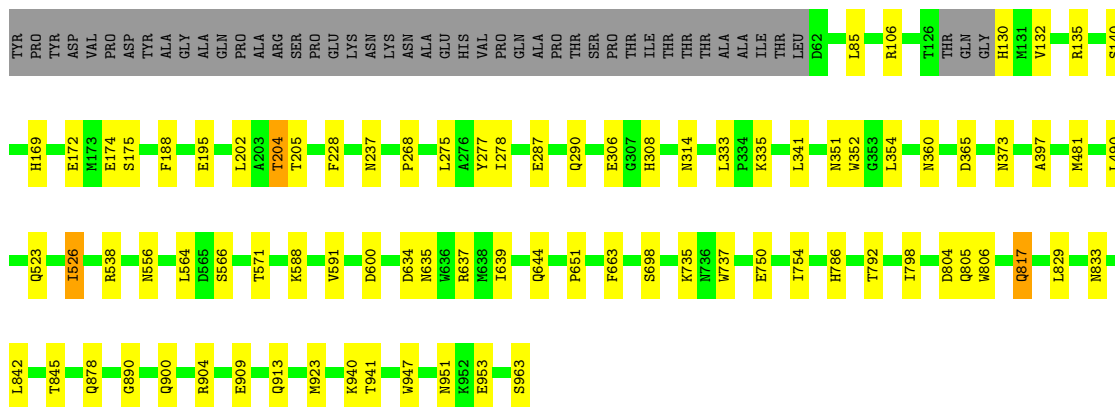 TYR PRO TYR ASP VAL PRO ASP TYR ALA GLY ALA GLN PRO ALA ARG SER PRO GLU LYS ASN LYS ASN ALA GLU HIS VAL PRO GLN ALA PRO THR SER PRO THR ILE THR THR THR ALA ALA ILE THR LEU D62 L85 R106 T126 THR GLN GLY H130 M131 V132 R135 S140
H169 E172 M173 E174 S175 F188 E195 L202 A203 T204 T205 F228 N237 P268 L275 A276 Y277 I278 E287 Q290 E306 G307 H308 N314 L333 P334 K335 L341 N351 W352 G353 L354 N360 D365 N373 A397 M481
Q523 I526 R538 N556 L564 D565 S566 T571 K588 V591 D600 D634 N635 W636 R637 M638 I639 Q644 P651 F663 S698 K735 N736 W737 E750 I754 H786 T792 I798 D804 Q805 W806 Q817 L829 N833
L842 T845 Q878 G890 Q900 R904 E909 Q913 M923 K940 T941 W947 N951 K952 E953 S963